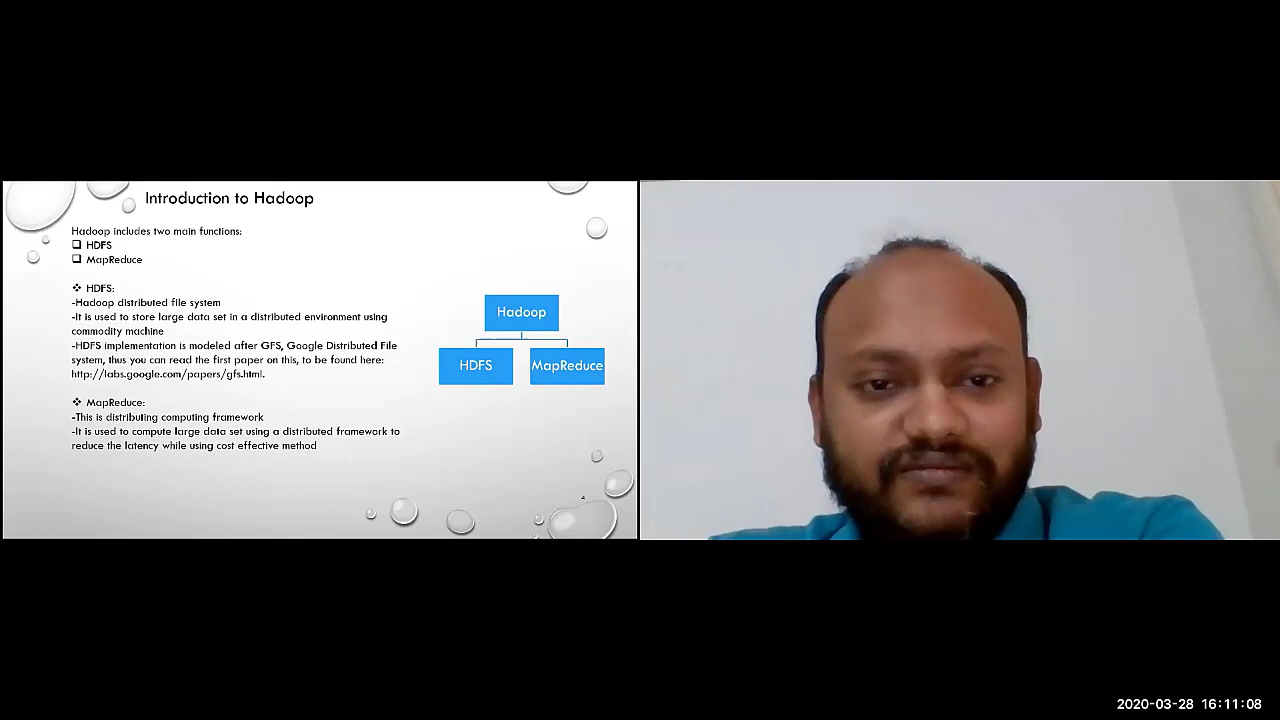 Introduction to Hadoop
Hadoop includes two main functions:
HDFS
MapReduce
HDFS:
-Hadoop distributed file system
-It is used to store large data set in a distributed environment using
commodity machine
-HDFS implementation is modeled after GFS, Google Distributed File
system, thus you can read the first paper on this, to be found here:
http://labs.google.com/papers/gfs.html.
MapReduce:
-This is distributing computing framework
-It is used to compute large data set using a distributed framework to
reduce the latency while using cost effective method
Hadoop
HDFS
MapReduce
4
2020-03-28 16:11:08